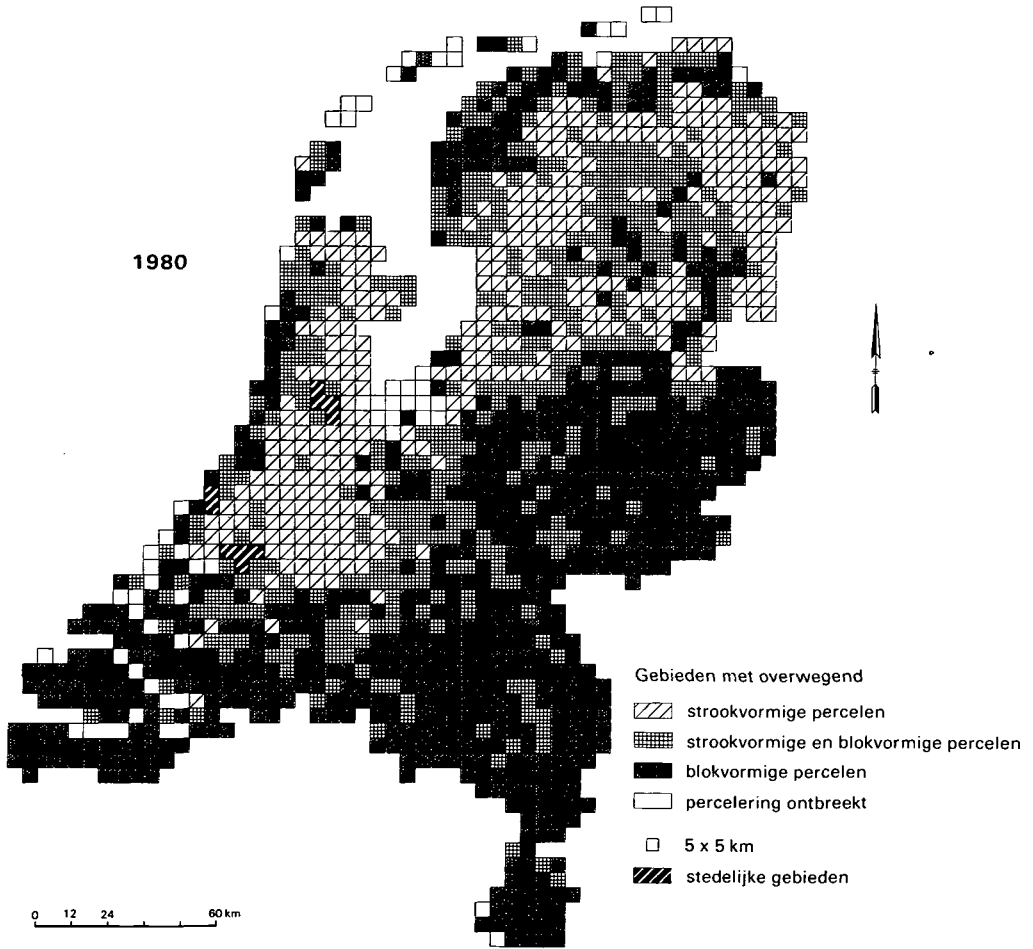 1980
Gebieden met overwegend
strookvormige percelen
strookvormige en blokvormige percelen
blokvormige percelen
percelering ontbreekt
5 x 5 km
stedelijke gebieden
0 12 24 60 km